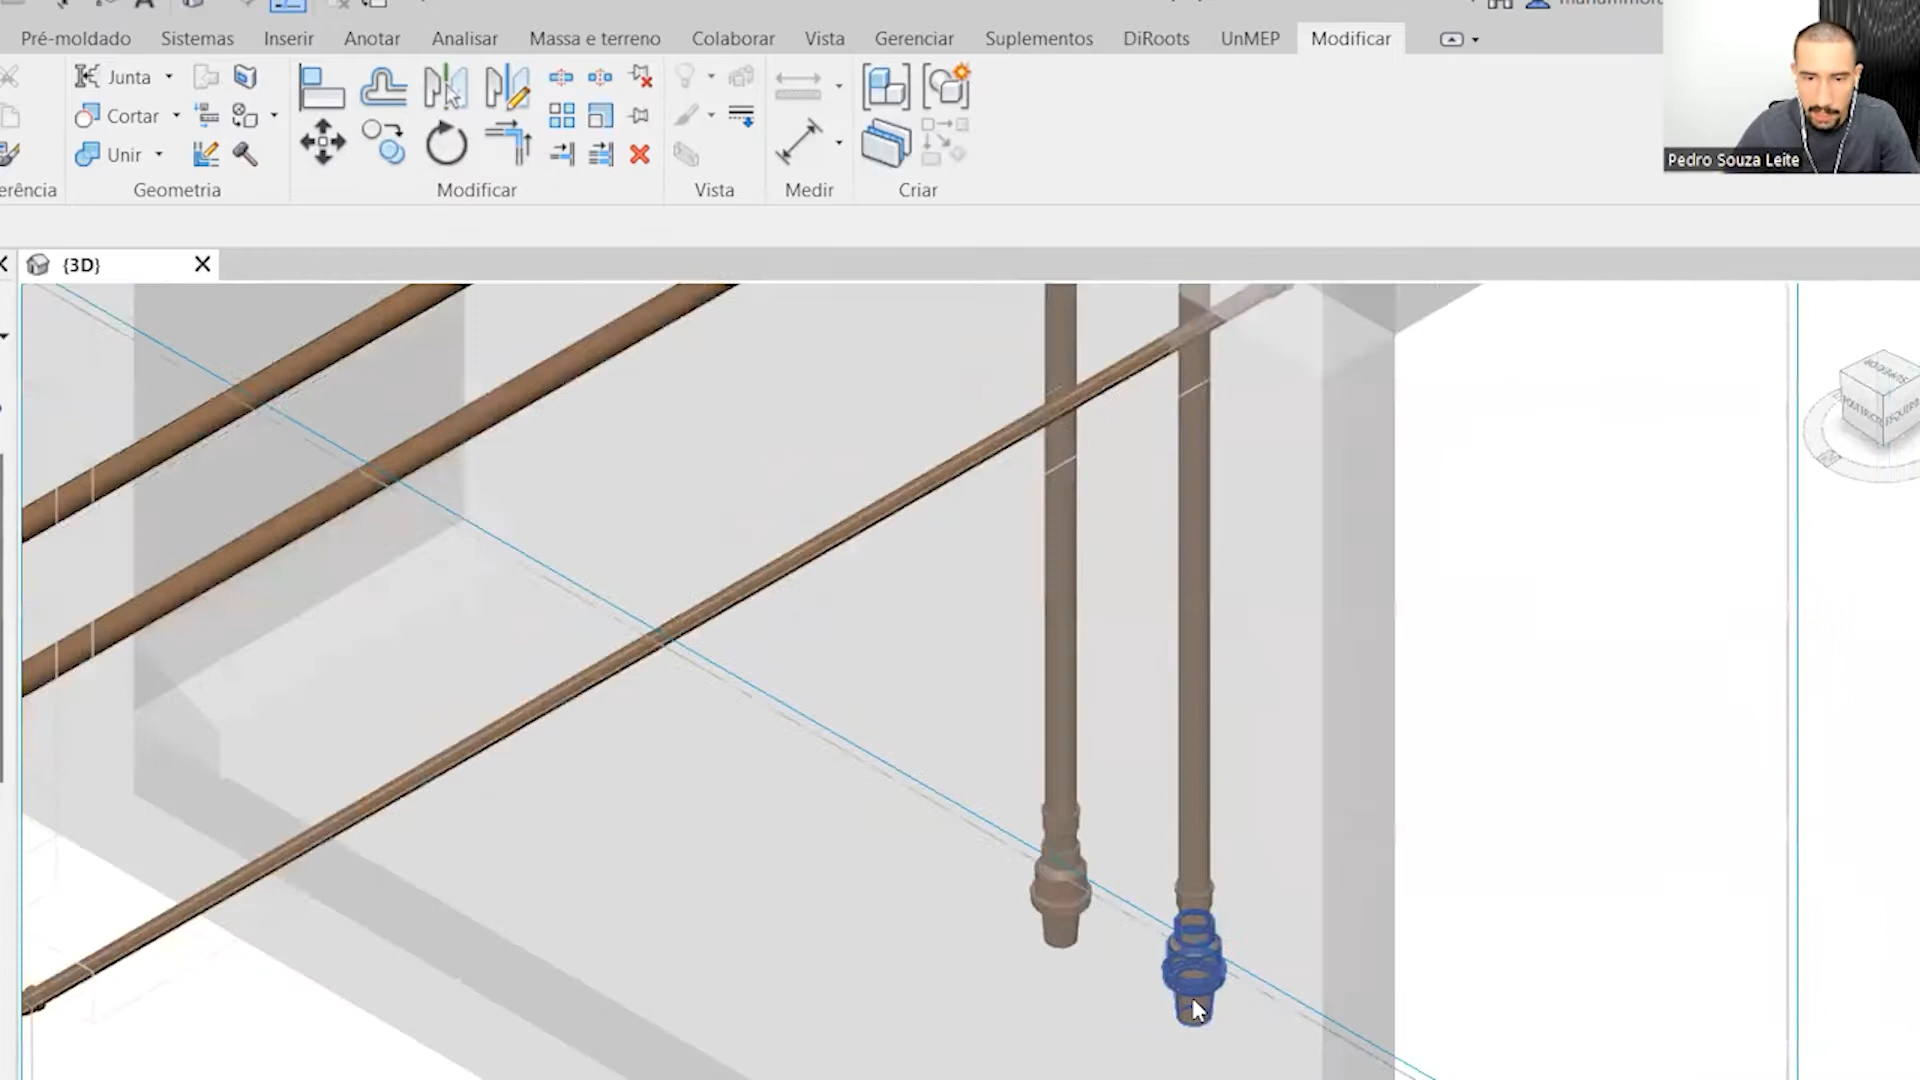 Pré-moldado Sistemas Inserir Anotar Analisar Massa e terreno Colaborar Vista Gerenciar Suplementos DiRoots UnMEP Modificar
Junta
Cortar
Unir
erência Geometria Modificar Vista Medir Criar
Pedro Souza Leite
{3D}